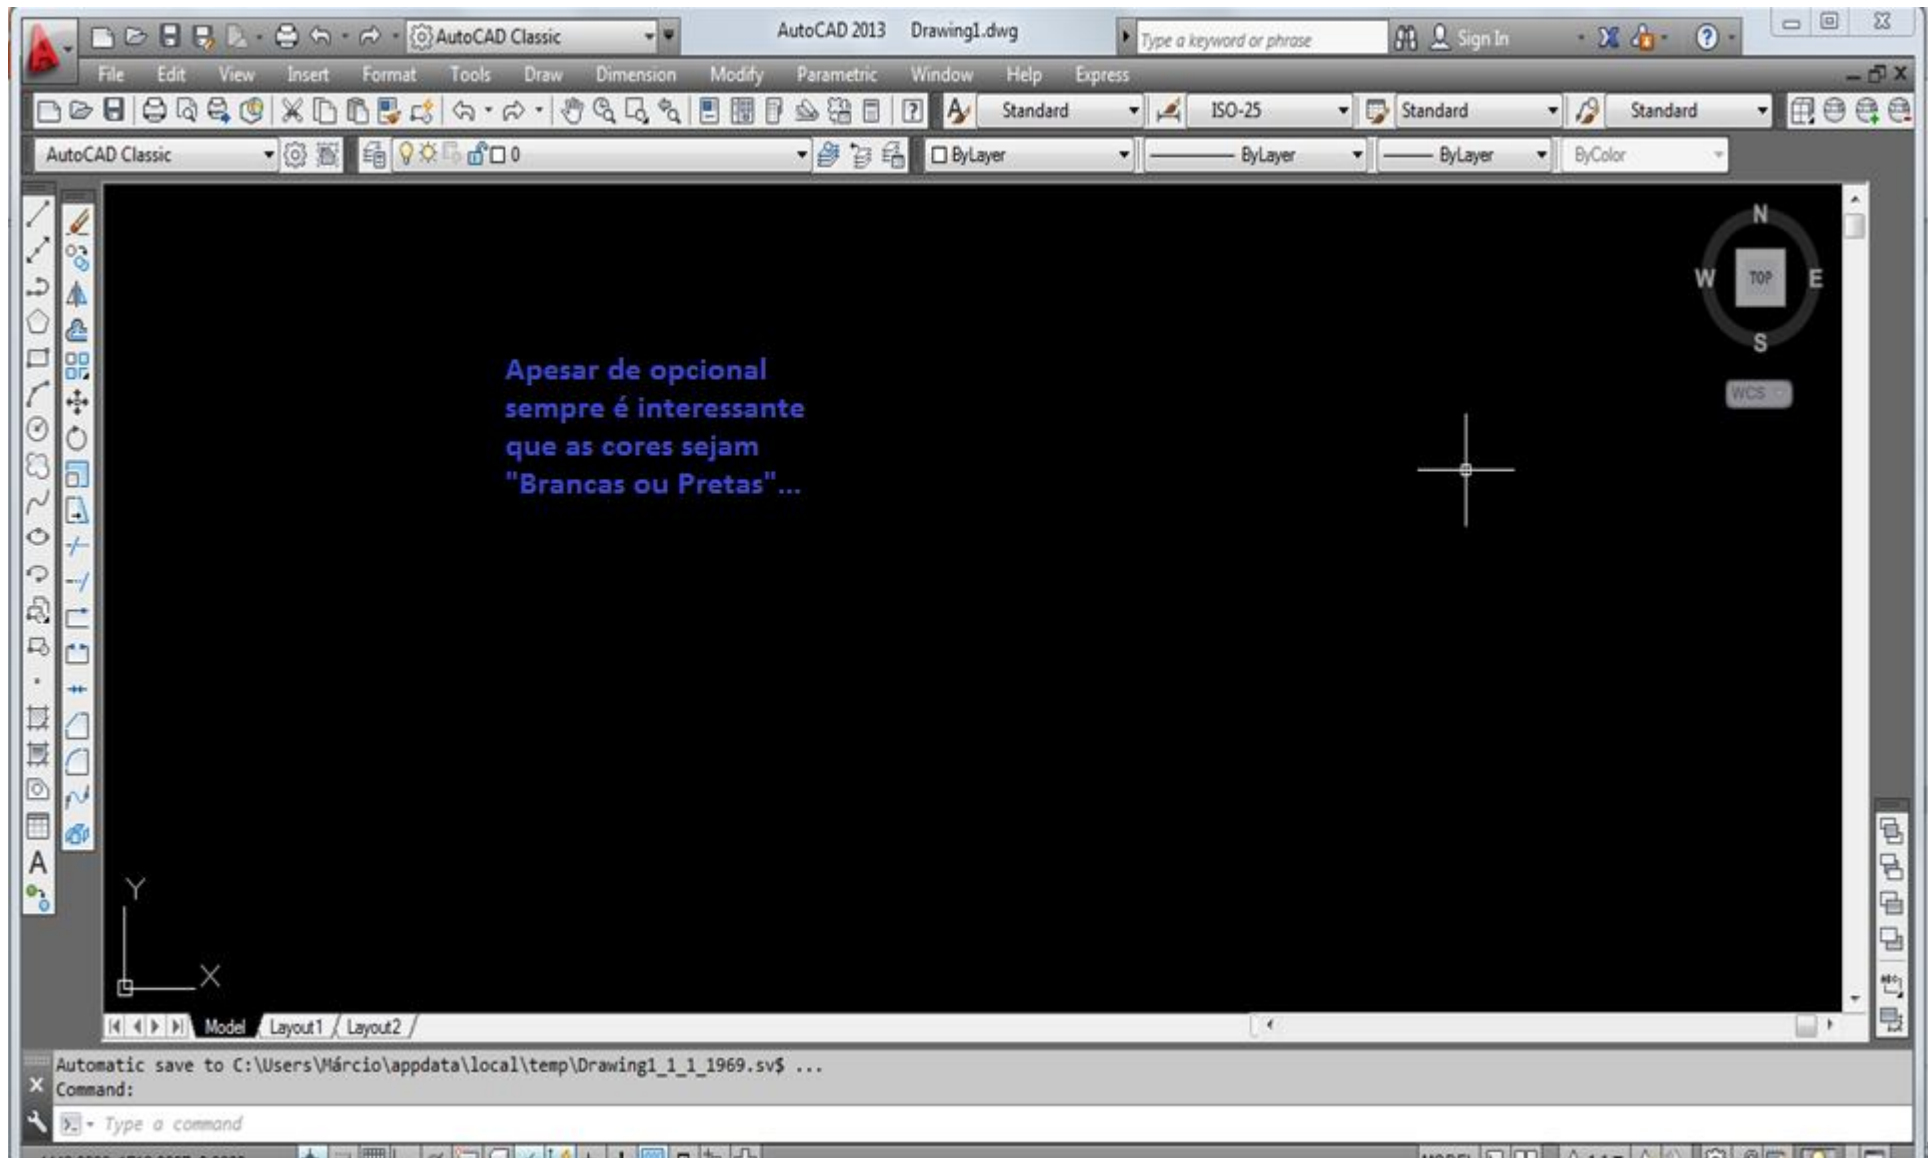 AutoCAD Classic
AutoCAD 2013 Drawing1.dwg
Type a keyword or phrase
Sign In
File Edit View Insert Format Tools Draw Dimension Modify Parametric Window Help Express
Standard ISO-25 Standard Standard
AutoCAD Classic 0 ByLayer ByLayer ByLayer ByColor
N
W TOP E
S
WCS
Apesar de opcional
sempre é interessante
que as cores sejam
"Brancas ou Pretas"...
A
Y
X
Model Layout1 Layout2
Automatic save to C:\Users\Márcio\appdata\local\temp\Drawing1_1_1_1969.sv$ ...
Command:
Type a command